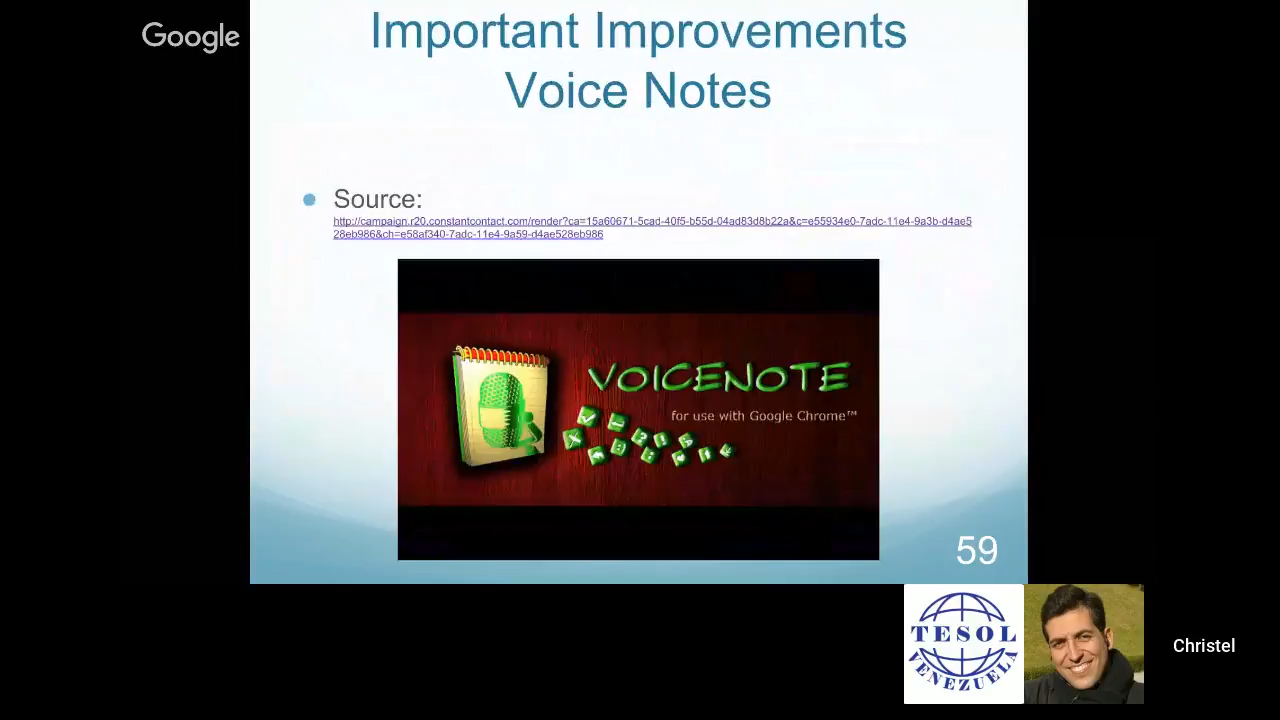 Google
Important Improvements
Voice Notes
Source:
http://campaign.r20.constantcontact.com/render?ca=15a60671-5cad-40f5-b55d-04ad83d8b22a&c=e55934e0-7adc-11e4-9a3b-d4ae5
28eb986&ch=e58af340-7adc-11e4-9a59-d4ae528eb986
VOICENOTE
for use with Google Chrome™
59
TESOL
VENEZUELA
Christel